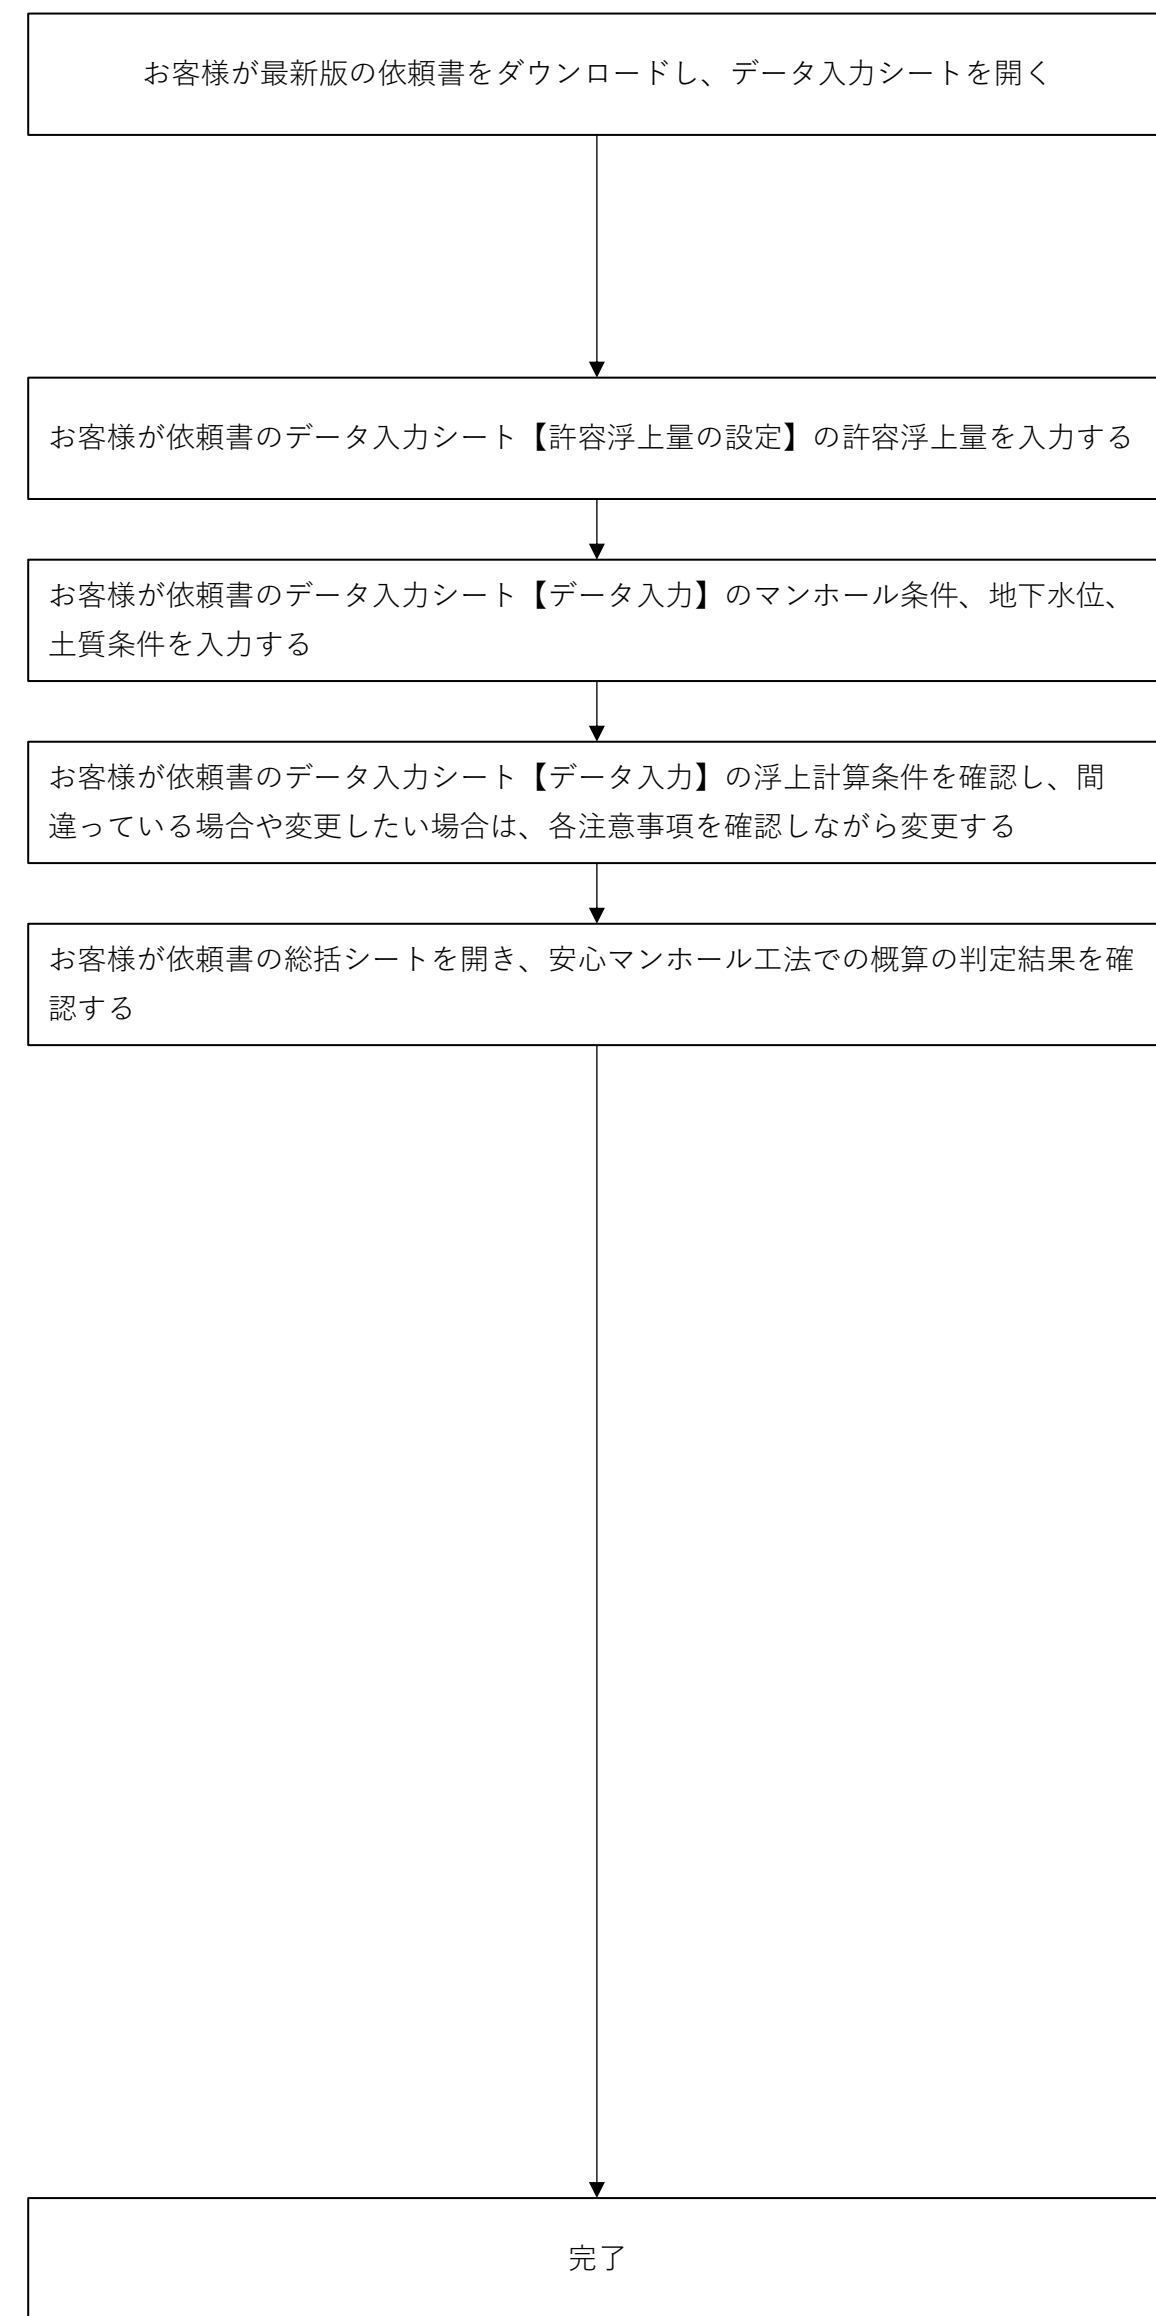 お客様が最新版の依頼書をダウンロードし、データ入力シートを開く
お客様が依頼書のデータ入力シート【許容浮上量の設定】の許容浮上量を入力する
お客様が依頼書のデータ入力シート【データ入力】のマンホール条件、地下水位、
土質条件を入力する
お客様が依頼書のデータ入力シート【データ入力】の浮上計算条件を確認し、間
違っている場合や変更したい場合は、各注意事項を確認しながら変更する
お客様が依頼書の総括シートを開き、安心マンホール工法での概算の判定結果を確
認する
完了